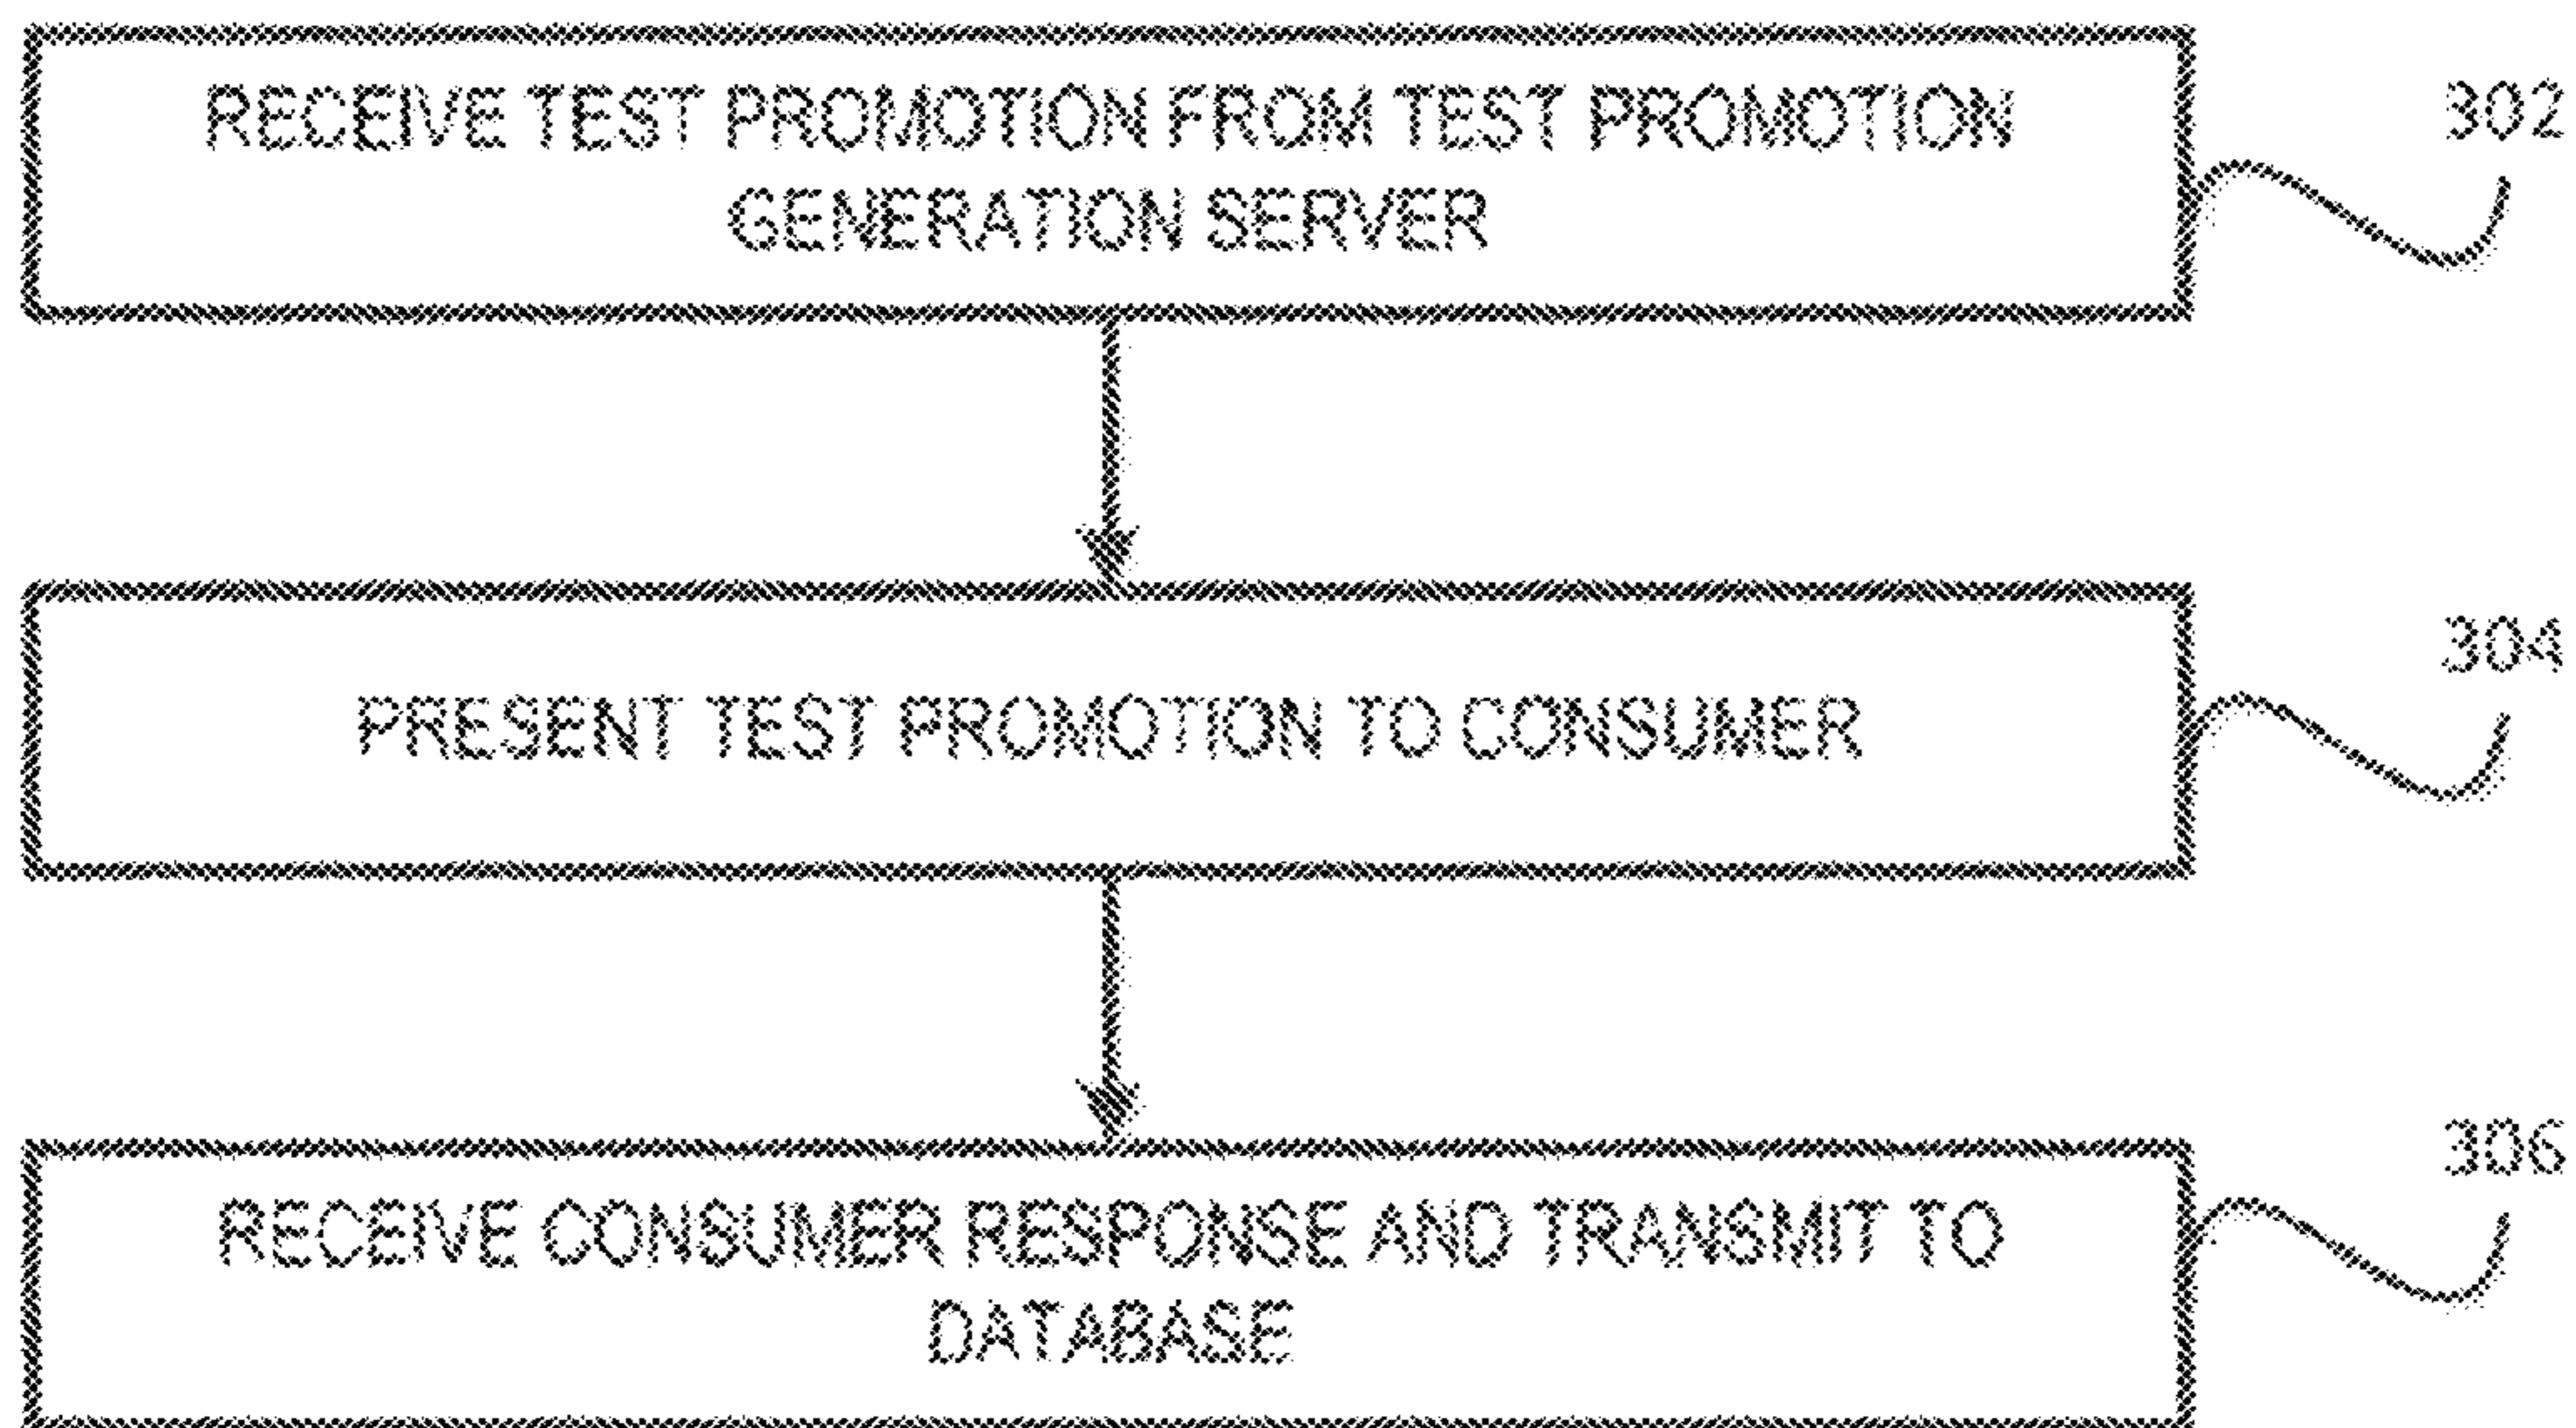 RECEIVE TEST PROMOTION FROM TEST PROMOTION
GENERATION SERVER
302
PRESENT TEST PROMOTION TO CONSUMER
304
RECEIVE CONSUMER RESPONSE AND TRANSMIT TO
DATABASE
306